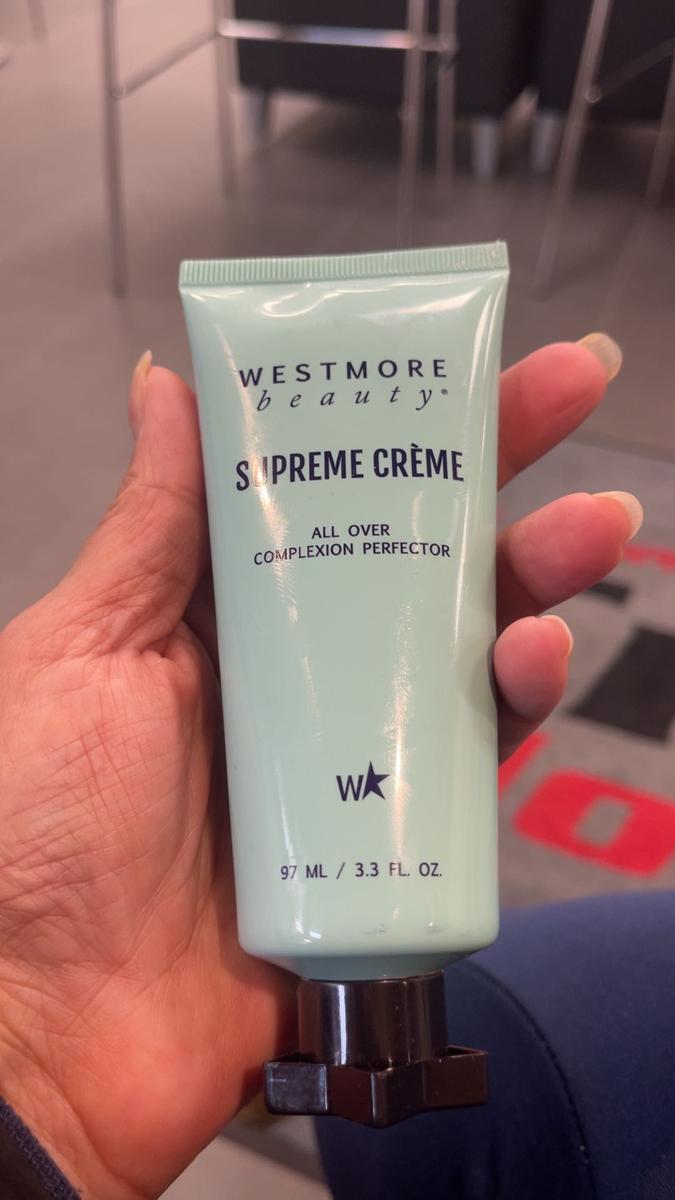 WESTMORE
beauty®
SUPREME CRÈME
ALL OVER
COMPLEXION PERFECTOR
W★
97 ML / 3.3 FL. OZ.